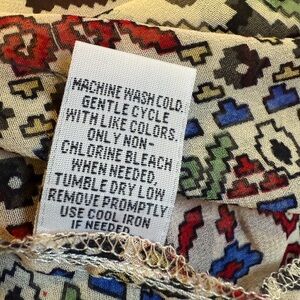 MACHINE WASH COLD.
GENTLE CYCLE
WITH LIKE COLORS.
ONLY NON-
CHLORINE BLEACH
WHEN NEEDED,
TUMBLE DRY LOW
REMOVE PROMPTLY
USE COOL IRON
IF NEEDED